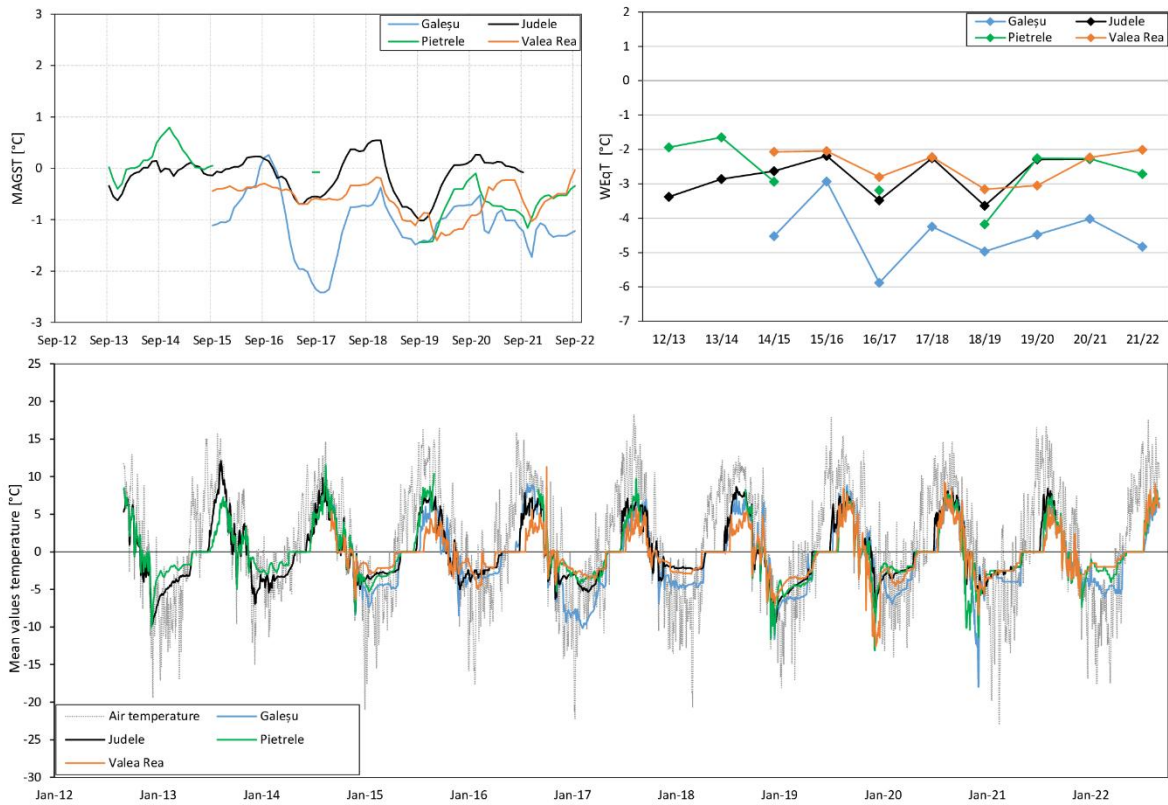 3
2
1
0
-1
-2
-3
MAGST [°C]
Galeșu Judele
Pietrele Valea Rea
Sep-12 Sep-13 Sep-14 Sep-15 Sep-16 Sep-17 Sep-18 Sep-19 Sep-20 Sep-21 Sep-22
2
1
0
-1
-2
-3
-4
-5
-6
-7
WEqT [°C]
Galeșu Judele
Pietrele Valea Rea
12/13 13/14 14/15 15/16 16/17 17/18 18/19 19/20 20/21 21/22
25
20
15
10
5
0
-5
-10
-15
-20
-25
-30
Mean values temperature [°C]
Air temperature Galeșu
Judele Pietrele
Valea Rea
Jan-12 Jan-13 Jan-14 Jan-15 Jan-16 Jan-17 Jan-18 Jan-19 Jan-20 Jan-21 Jan-22